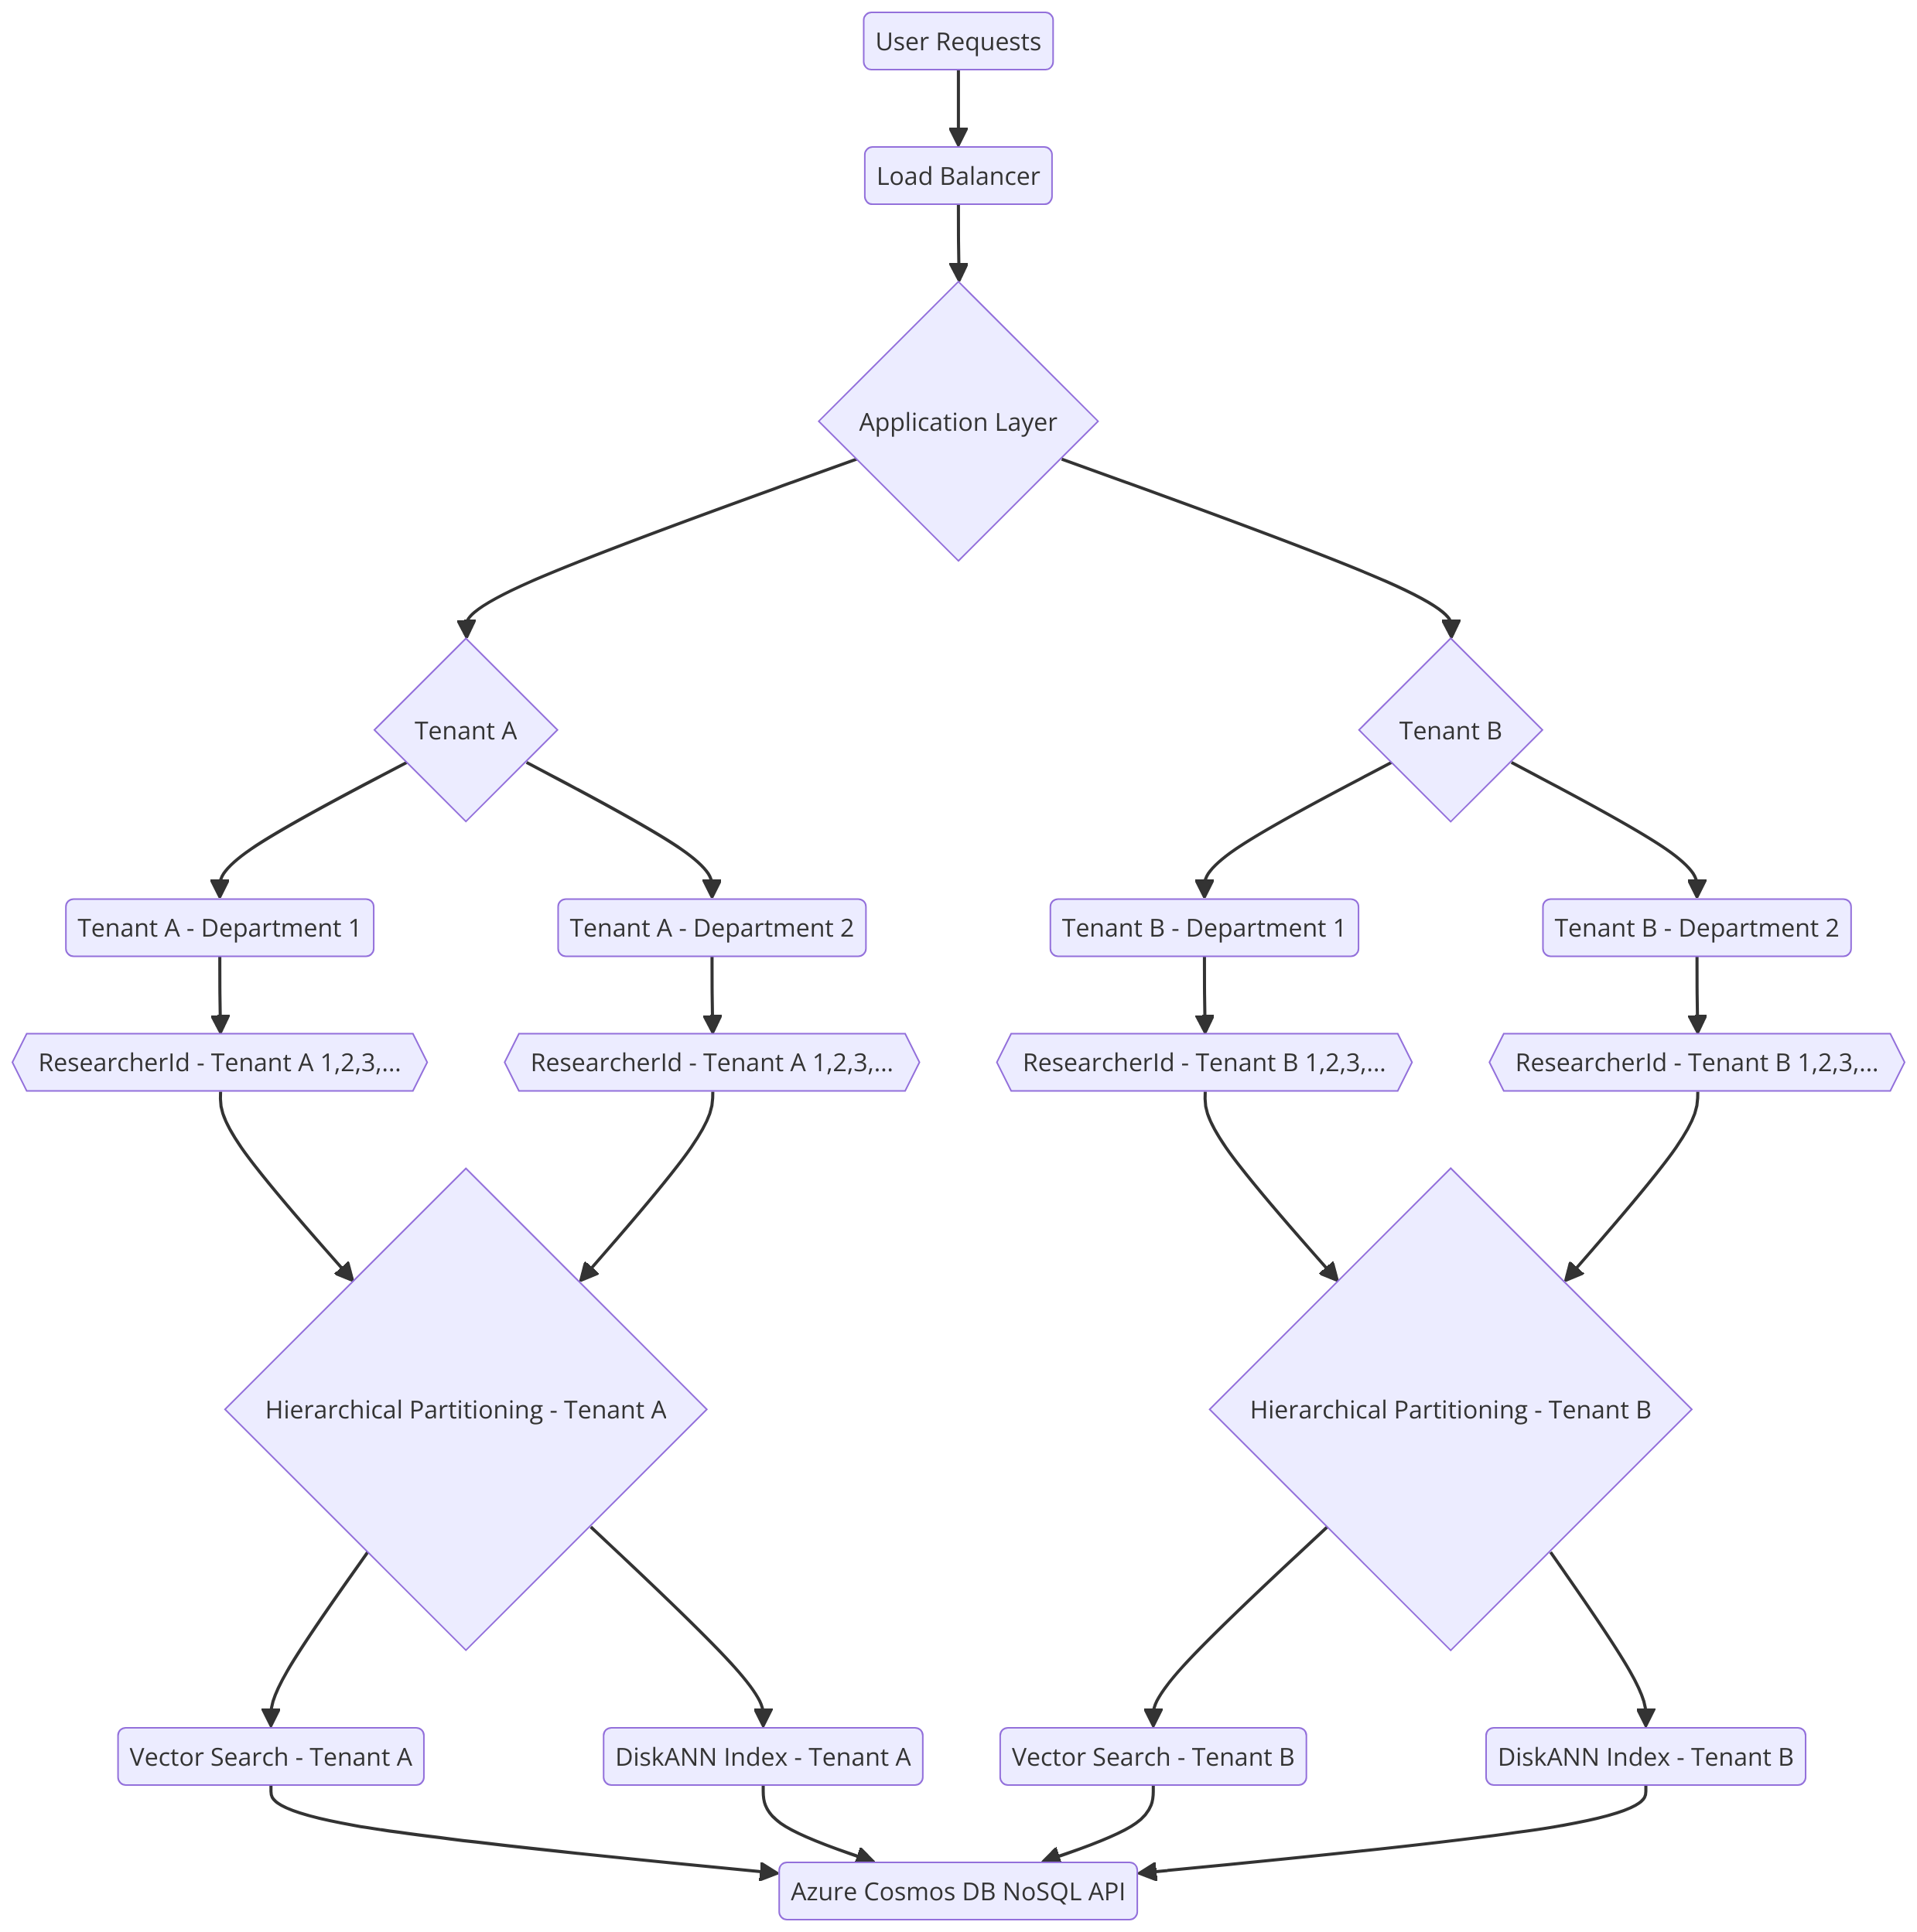 User Requests
Load Balancer
Application Layer
Tenant A
Tenant B
Tenant A - Department 1
Tenant A - Department 2
Tenant B - Department 1
Tenant B - Department 2
ResearcherId - Tenant A 1,2,3,...
ResearcherId - Tenant A 1,2,3,...
ResearcherId - Tenant B 1,2,3,...
ResearcherId - Tenant B 1,2,3,...
Hierarchical Partitioning - Tenant A
Hierarchical Partitioning - Tenant B
Vector Search - Tenant A
DiskANN Index - Tenant A
Vector Search - Tenant B
DiskANN Index - Tenant B
Azure Cosmos DB NoSQL API